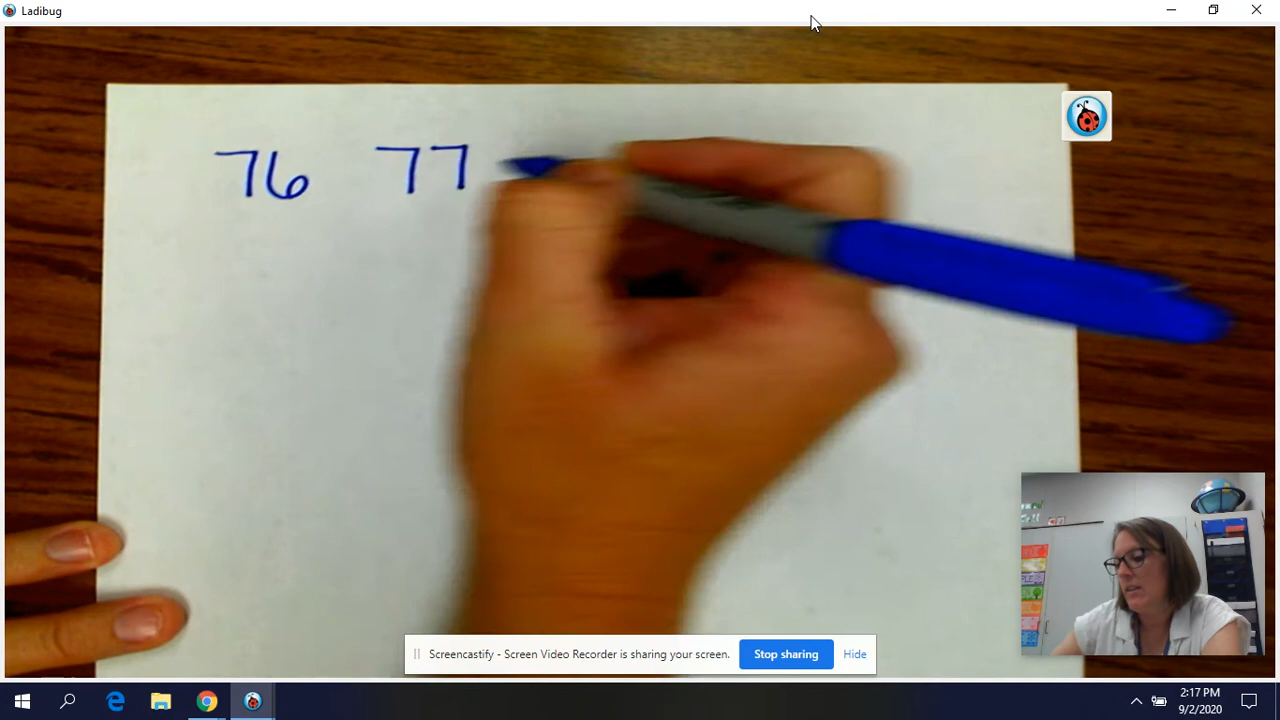 Ladibug
76 77
Screencastify - Screen Video Recorder is sharing your screen.
Stop sharing
Hide
2:17 PM
9/2/2020